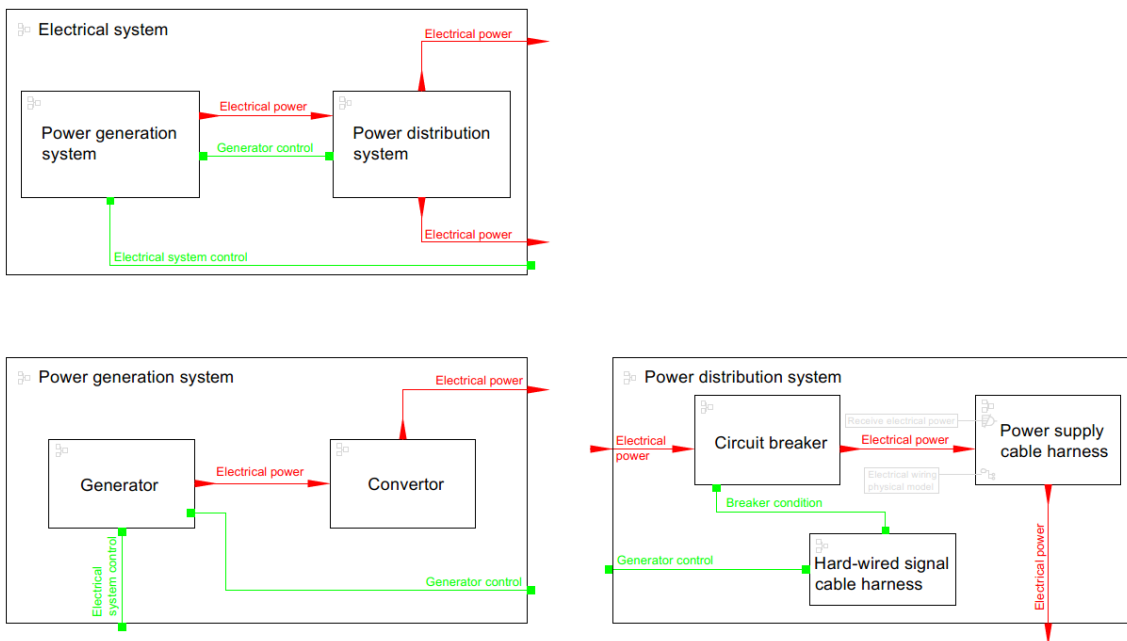 Electrical system
Electrical power
Electrical power
Power generation
system
Power distribution
system
Generator control
Electrical power
Electrical system control
Power generation system
Electrical power
Electrical power
Generator
Convertor
Electrical
system control
Generator control
Power distribution system
Receive electrical power
Electrical
power
Circuit breaker
Electrical power
Power supply
cable harness
Electrical wiring
physical model
Breaker condition
Generator control
Hard-wired signal
cable harness
Electrical power